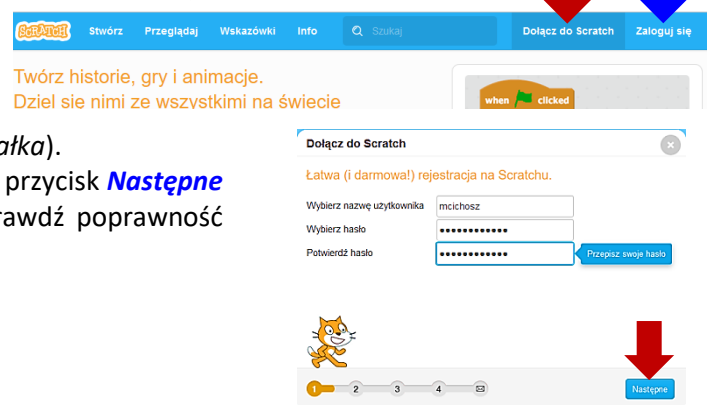 SCRATCH Stwórz Przeglądaj Wskazówki Info Szukaj Dołącz do Scratch Zaloguj się
Twórz historie, gry i animacje.
Dziel się nimi ze wszystkimi na świecie
when clicked
ałka).
przycisk Następne
rawdź poprawność
Dołącz do Scratch
Łatwa (i darmowa!) rejestracja na Scratchu.
Wybierz nazwę użytkownika mcichosz
Wybierz hasło ••••••••••••
Potwierdź hasło •••••••••••• Przepisz swoje hasło
1 2 3 4
Następne